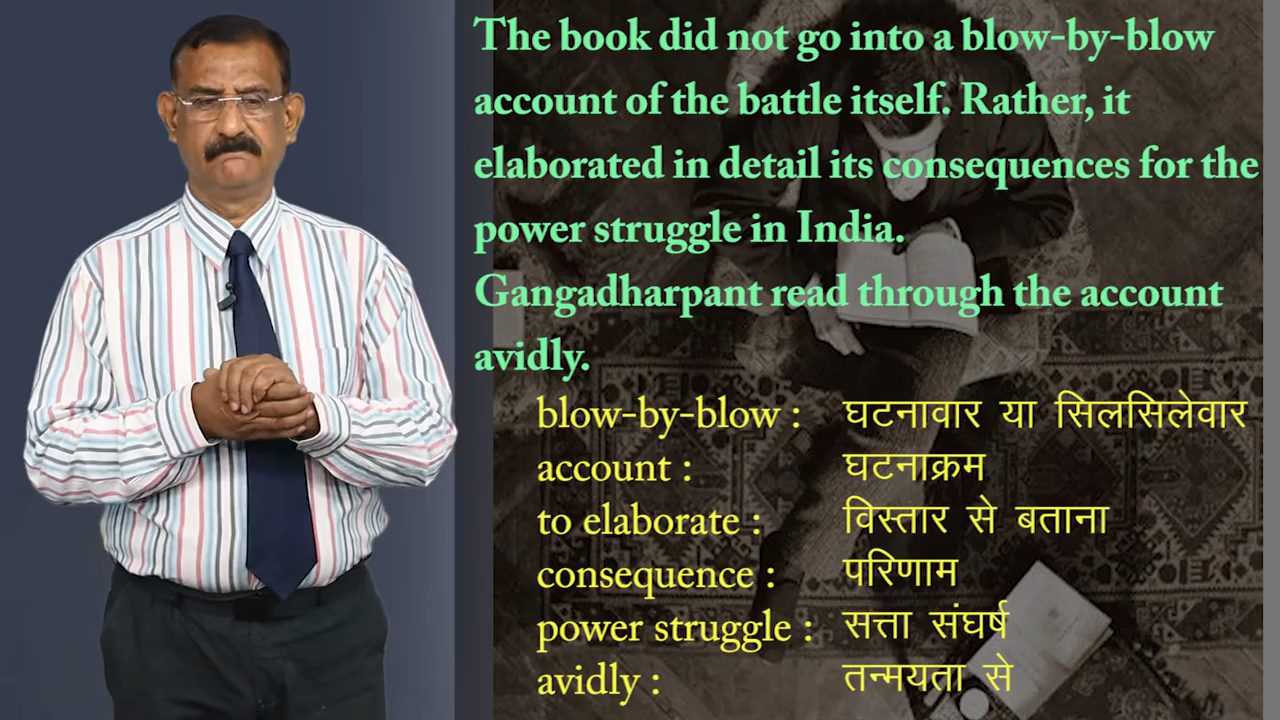 The book did not go into a blow-by-blow
account of the battle itself. Rather, it
elaborated in detail its consequences for the
power struggle in India.
Gangadharpant read through the account
avidly.
blow-by-blow : घटनावार या सिलसिलेवार
account : घटनाक्रम
to elaborate : विस्तार से बताना
consequence : परिणाम
power struggle : सत्ता संघर्ष
avidly : तन्मयता से